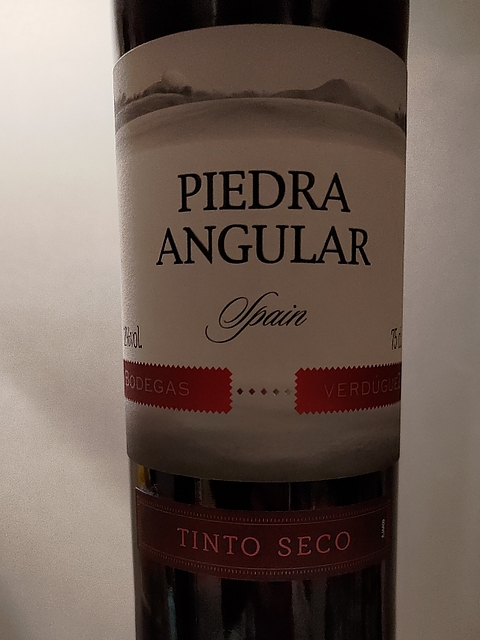 PIEDRA
ANGULAR
Spain
BODEGAS
TINTO SECO